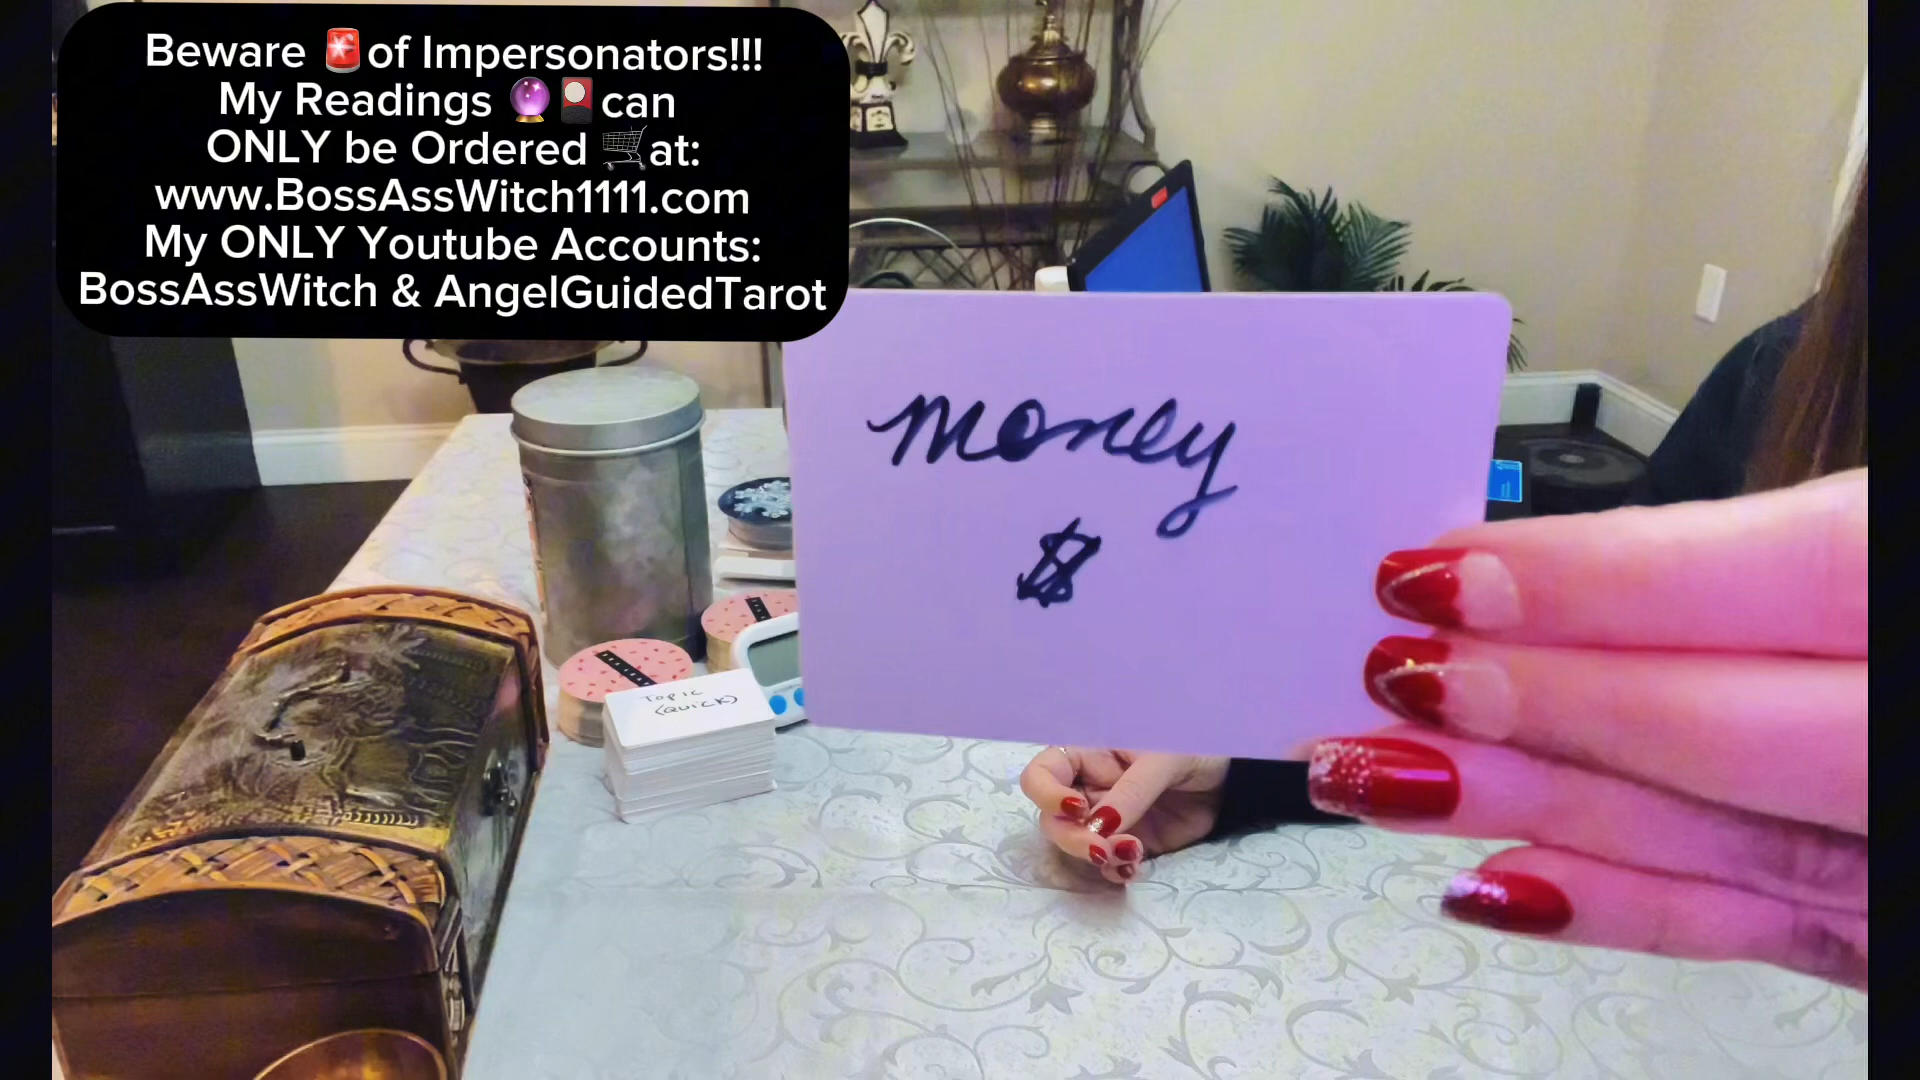 Beware 🚨of Impersonators!!!
My Readings 🔮🎴can
ONLY be Ordered 🛒at:
www.BossAssWitch1111.com
My ONLY Youtube Accounts:
BossAssWitch & AngelGuidedTarot
money
$
Topic
(Quick)